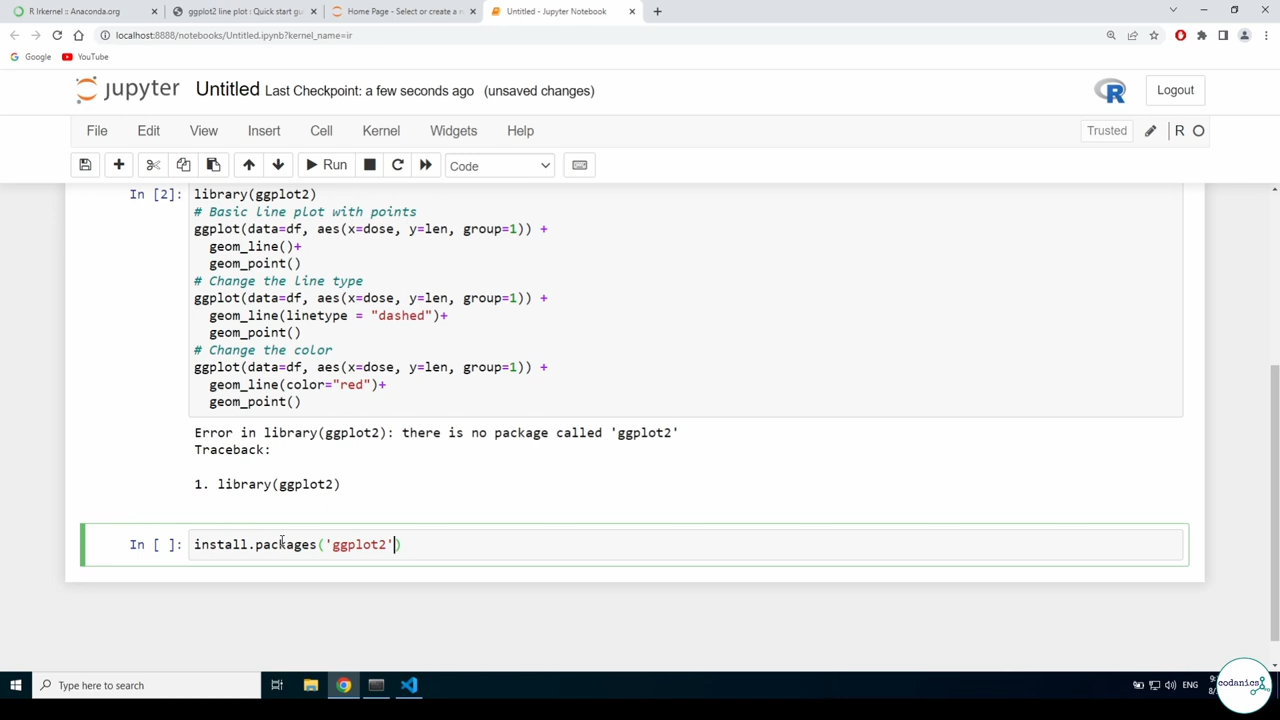 R Irkernel :: Anaconda.org
ggplot2 line plot : Quick start gu
Home Page - Select or create a n
Untitled - Jupyter Notebook
localhost:8888/notebooks/Untitled.ipynb?kernel_name=ir
Google
YouTube
jupyter
Untitled
Last Checkpoint: a few seconds ago
(unsaved changes)
R
Logout
File
Edit
View
Insert
Cell
Kernel
Widgets
Help
Trusted
R
Run
Code
In [2]:
library(ggplot2)
# Basic line plot with points
ggplot(data=df, aes(x=dose, y=len, group=1)) +
geom_line()+
geom_point()
# Change the line type
ggplot(data=df, aes(x=dose, y=len, group=1)) +
geom_line(linetype = "dashed")+
geom_point()
# Change the color
ggplot(data=df, aes(x=dose, y=len, group=1)) +
geom_line(color="red")+
geom_point()
Error in library(ggplot2): there is no package called 'ggplot2'
Traceback:
1. library(ggplot2)
In [ ]:
install.packages('ggplot2')
Type here to search
ENG
codanics